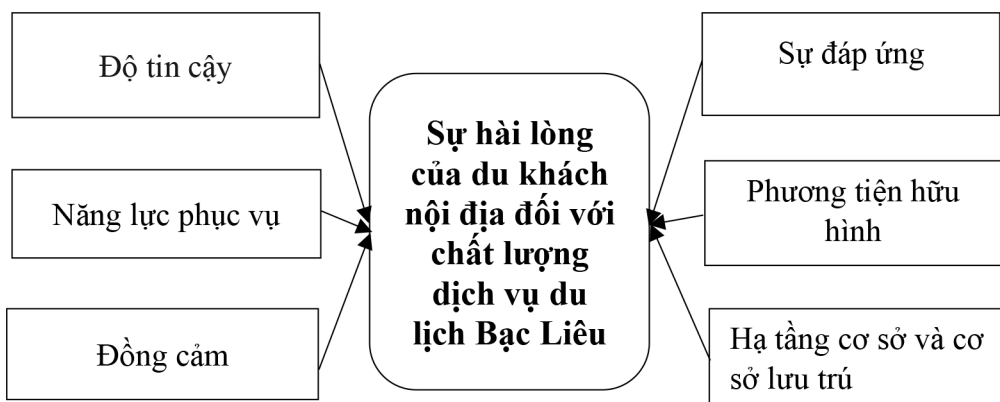 Độ tin cậy
Năng lực phục vụ
Đồng cảm
Sự hài lòng
của du khách
nội địa đối với
chất lượng
dịch vụ du
lịch Bạc Liêu
Sự đáp ứng
Phương tiện hữu
hình
Hạ tầng cơ sở và cơ
sở lưu trú